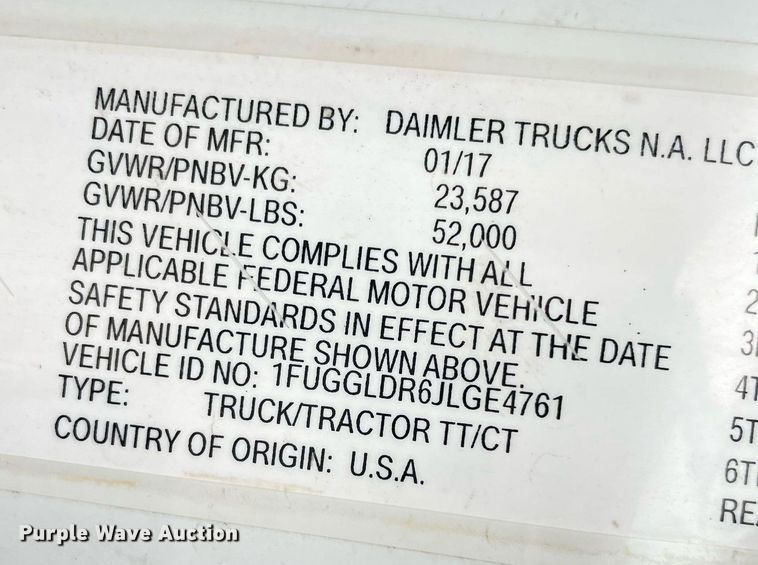 MANUFACTURED BY: DAIMLER TRUCKS N.A. LLC
DATE OF MFR: 01/17
GVWR/PNBV-KG: 23,587
GVWR/PNBV-LBS: 52,000
THIS VEHICLE COMPLIES WITH ALL
APPLICABLE FEDERAL MOTOR VEHICLE
SAFETY STANDARDS IN EFFECT AT THE DATE
OF MANUFACTURE SHOWN ABOVE.
VEHICLE ID NO: 1FUGGLDR6JLGE4761
TYPE: TRUCK/TRACTOR TT/CT
COUNTRY OF ORIGIN: U.S.A.
Purple Wave Auction